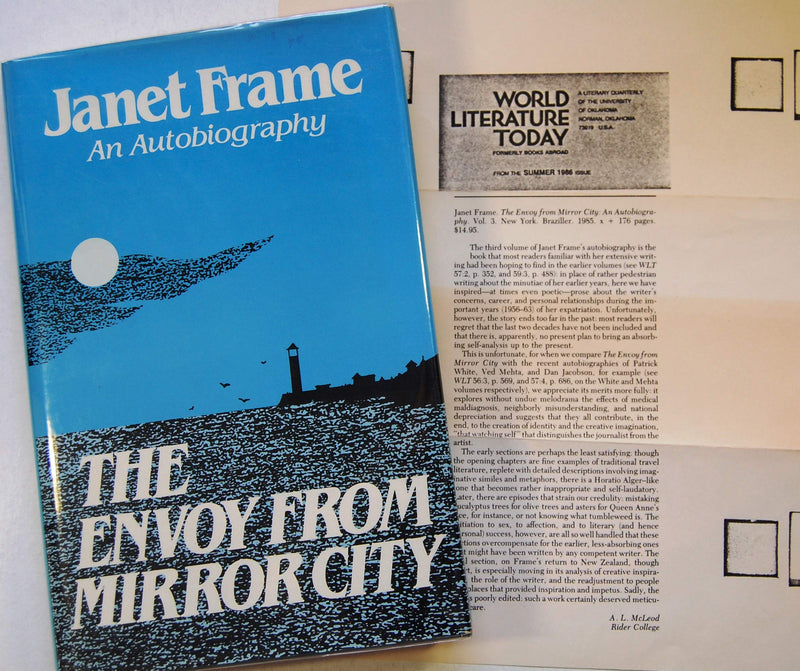 Janet Frame
An Autobiography
THE
ENVOY FROM
MIRROR CITY
WORLD
LITERATURE
TODAY
FORMERLY BOOKS ABROAD
A LITERARY QUARTERLY
OF THE UNIVERSITY
OF OKLAHOMA
NORMAN, OKLAHOMA
73019 U.S.A.
FROM THE SUMMER 1986 ISSUE
Janet Frame. The Envoy from Mirror City: An Autobiogra-
phy. Vol. 3. New York. Braziller. 1985. x + 176 pages.
$14.95.
The third volume of Janet Frame's autobiography is the
book that most readers familiar with her extensive writ-
ing had been hoping to find in the earlier volumes (see WLT
57:2, p. 352, and 59:3, p. 488): in place of rather pedestrian
writing about the minutiae of her earlier years, here we have
inspired—at times even poetic—prose about the writer's
concerns, career, and personal relationships during the im-
portant years (1956–63) of her expatriation. Unfortunately,
however, the story ends too far in the past: most readers will
regret that the last two decades have not been included and
that there is, apparently, no present plan to bring an absorb-
ing self-analysis up to the present.
This is unfortunate, for when we compare The Envoy from
Mirror City with the recent autobiographies of Patrick
White, Ved Mehta, and Dan Jacobson, for example (see
WLT 56:3, p. 569, and 57:4, p. 686, on the White and Mehta
volumes respectively), we appreciate its merits more fully: it
explores without undue melodrama the effects of medical
maldiagnosis, neighborly misunderstanding, and national
depreciation and suggests that they all contribute, in the
end, to the creation of identity and the creative imagination,
"that watching self" that distinguishes the journalist from the
artist.
The early sections are perhaps the least satisfying: though
the opening chapters are fine examples of traditional travel
literature, replete with detailed descriptions involving imag-
native similes and metaphors, there is a Horatio Alger–like
one that becomes rather inappropriate and self-laudatory.
ater, there are episodes that strain our credulity: mistaking
ucalyptus trees for olive trees and asters for Queen Anne's
ce, for instance, or not knowing what tumbleweed is. The
itiation to sex, to affection, and to literary (and hence
ersonal) success, however, are all so well handled that these
ctions overcompensate for the earlier, less-absorbing ones
t might have been written by any competent writer. The
l section, on Frame's return to New Zealand, though
t, is especially moving in its analysis of creative inspira-
the role of the writer, and the readjustment to people
places that provided inspiration and impetus. Sadly, the
s poorly edited: such a work certainly deserved meticu-
care.
A. L. McLeod
Rider College